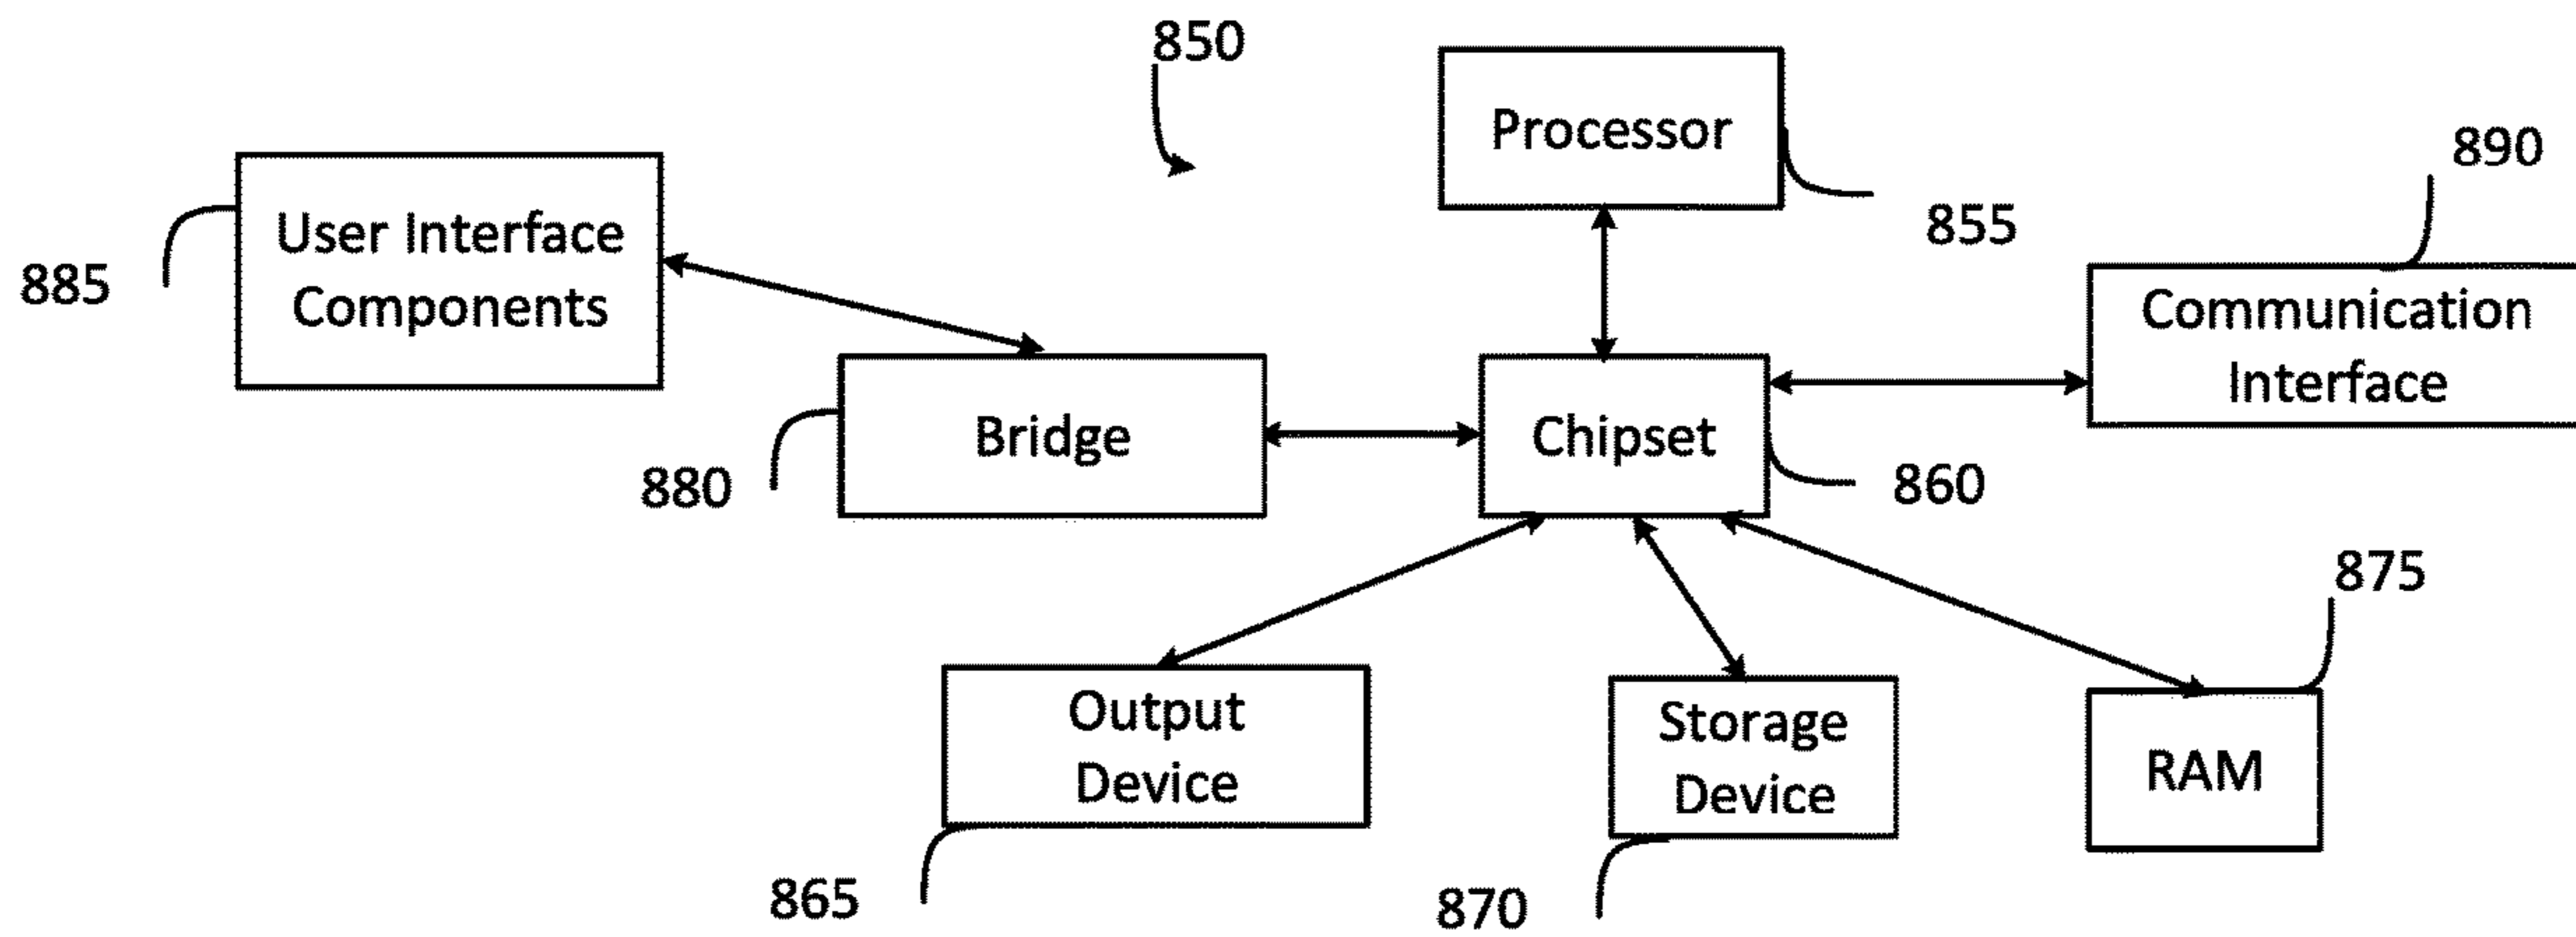 850
Processor
890
User Interface
Components
855
885
Communication
Interface
Bridge
Chipset
880
860
875
Output
Device
Storage
Device
RAM
865
870